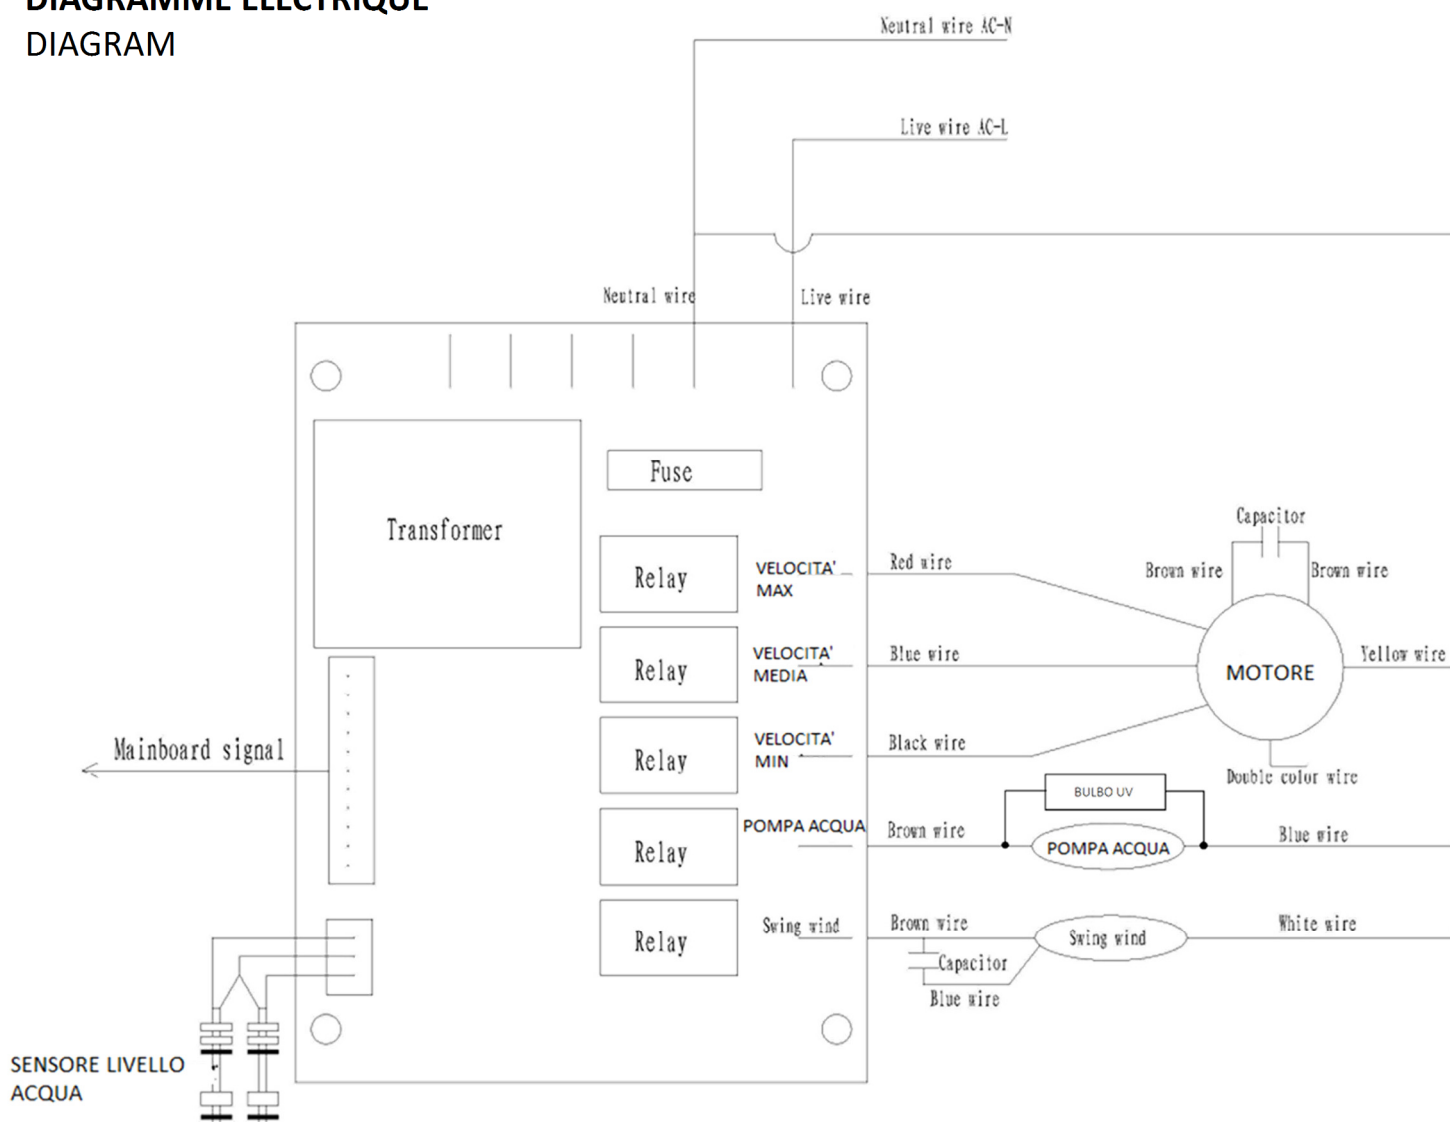 DIAGRAMME ELECTRIQUE
DIAGRAM
Neutral wire AC-N
Live wire AC-L
Neutral wire
Live wire
Fuse
Transformer
Capacitor
Relay
VELOCITA'
MAX
Red wire
Brown wire
Brown wire
Relay
VELOCITA'
MEDIA
Blue wire
MOTORE
Yellow wire
Mainboard signal
Relay
VELOCITA'
MIN
Black wire
Double color wire
BULBO UV
Relay
POMPA ACQUA
Brown wire
POMPA ACQUA
Blue wire
Relay
Swing wind
Brown wire
Swing wind
White wire
Capacitor
Blue wire
SENSORE LIVELLO
ACQUA